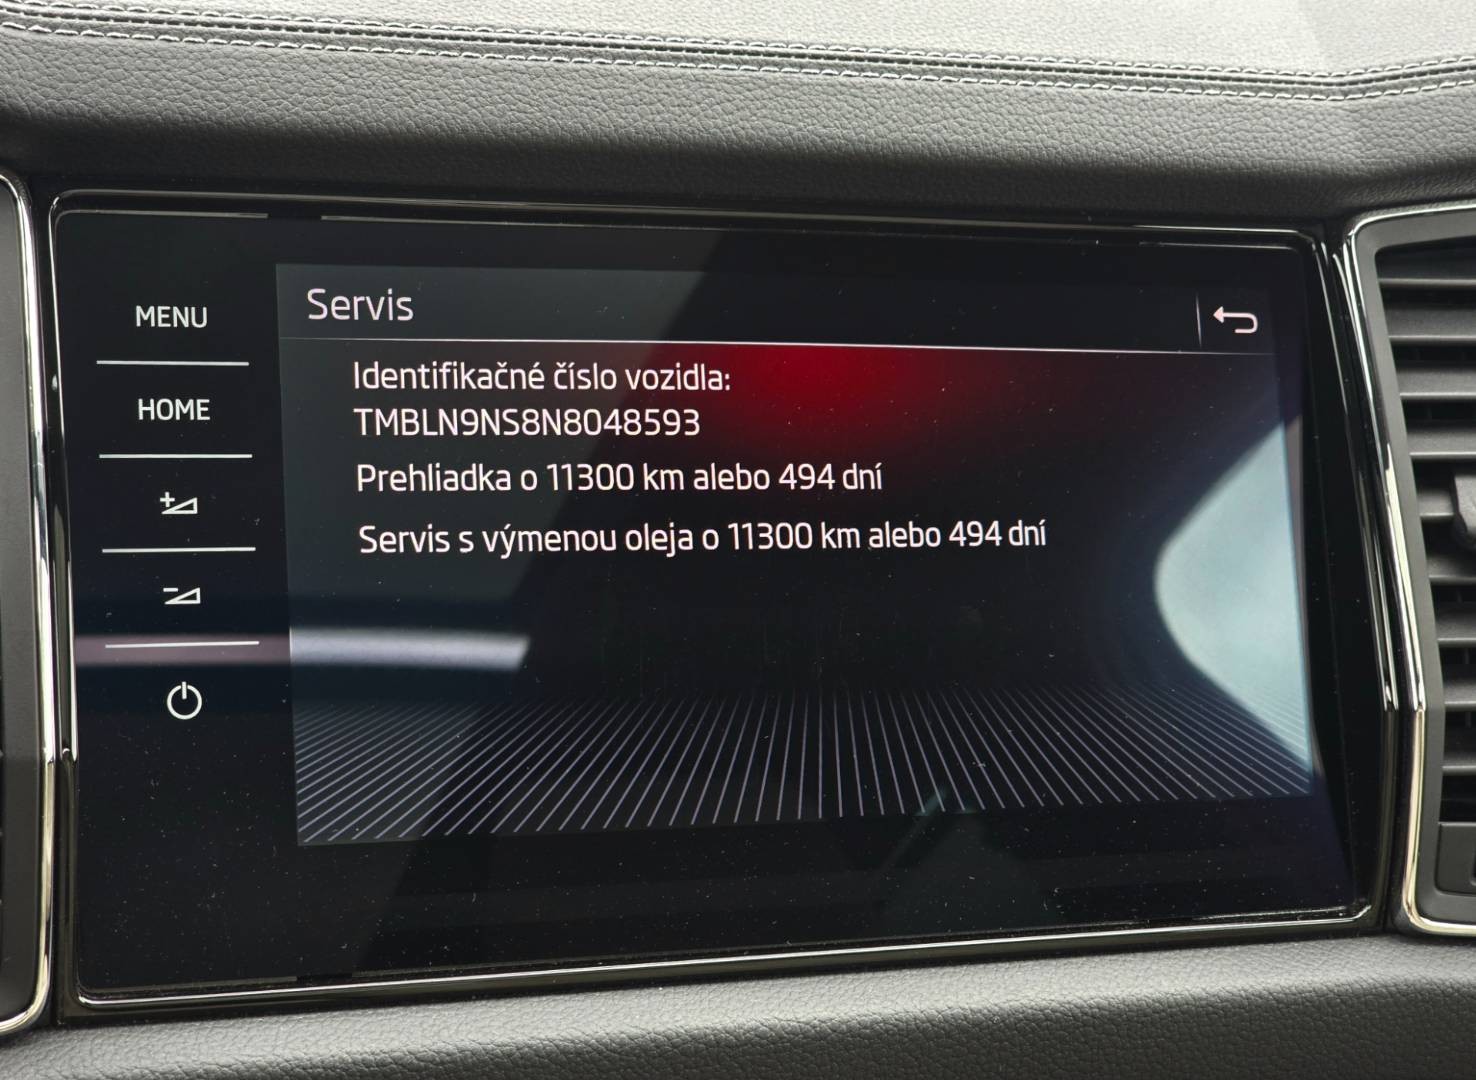 Servis
MENU
HOME
Identifikačné číslo vozidla:
TMBLN9NS8N8048593
Prehliadka o 11300 km alebo 494 dní
Servis s výmenou oleja o 11300 km alebo 494 dní